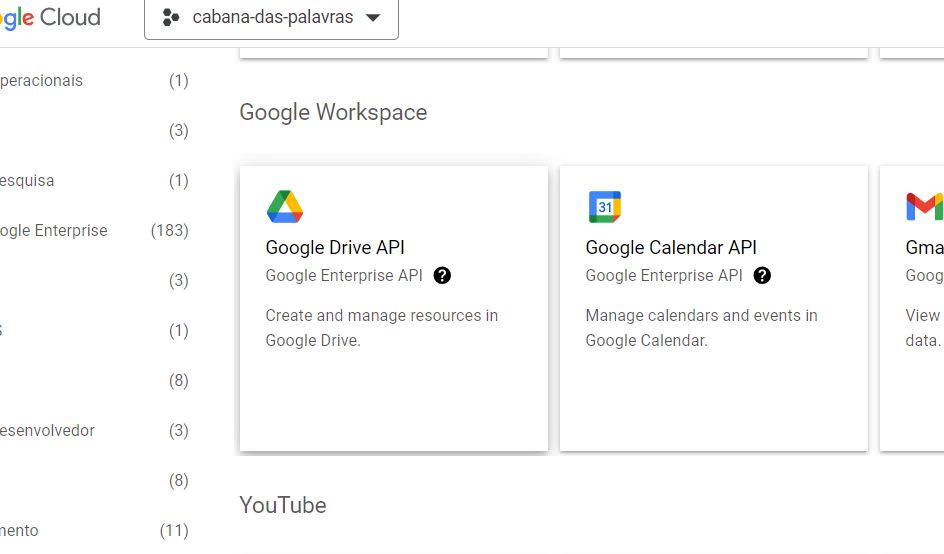 gle Cloud
cabana-das-palavras
peracionais (1)
(3)
esquisa (1)
ogle Enterprise (183)
(3)
S (1)
(8)
esenvolvedor (3)
(8)
mento (11)
Google Workspace
Google Drive API
Google Enterprise API ?
Create and manage resources in
Google Drive.
31
Google Calendar API
Google Enterprise API ?
Manage calendars and events in
Google Calendar.
Gma
Goog
View
data.
YouTube